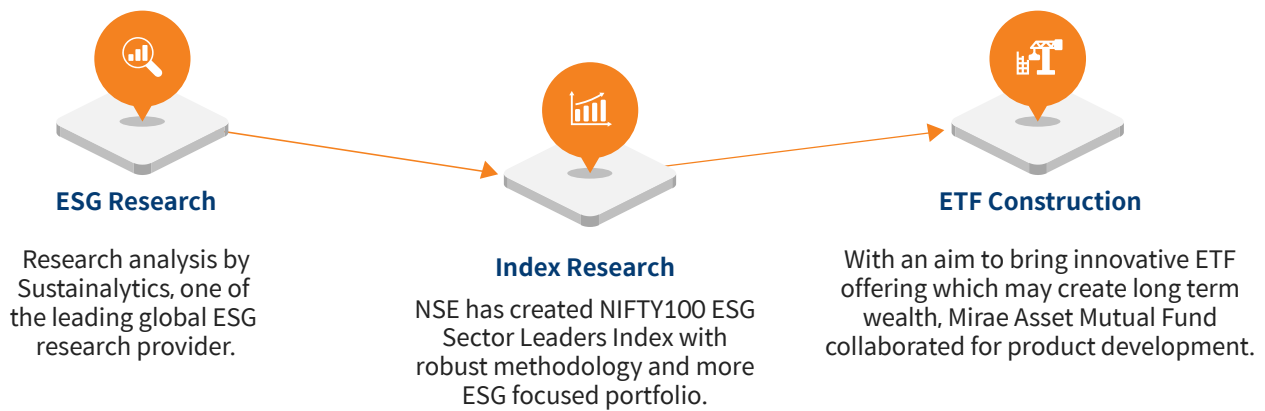 ESG Research
Research analysis by
Sustainalytics, one of
the leading global ESG
research provider.
Index Research
NSE has created NIFTY100 ESG
Sector Leaders Index with
robust methodology and more
ESG focused portfolio.
ETF Construction
With an aim to bring innovative ETF
offering which may create long term
wealth, Mirae Asset Mutual Fund
collaborated for product development.